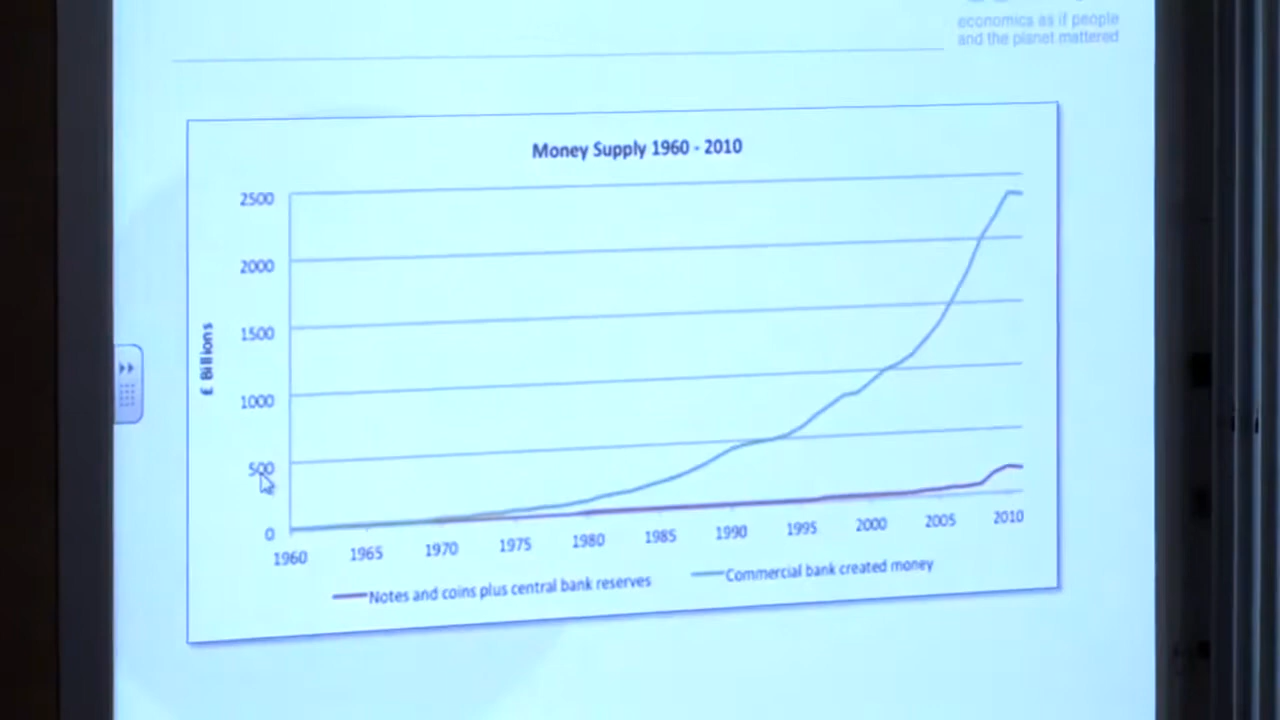 economics as if people
and the planet mattered
Money Supply 1960 - 2010
2500
2000
1500
1000
500
0
£ Billions
1960 1965 1970 1975 1980 1985 1990 1995 2000 2005 2010
Notes and coins plus central bank reserves
Commercial bank created money